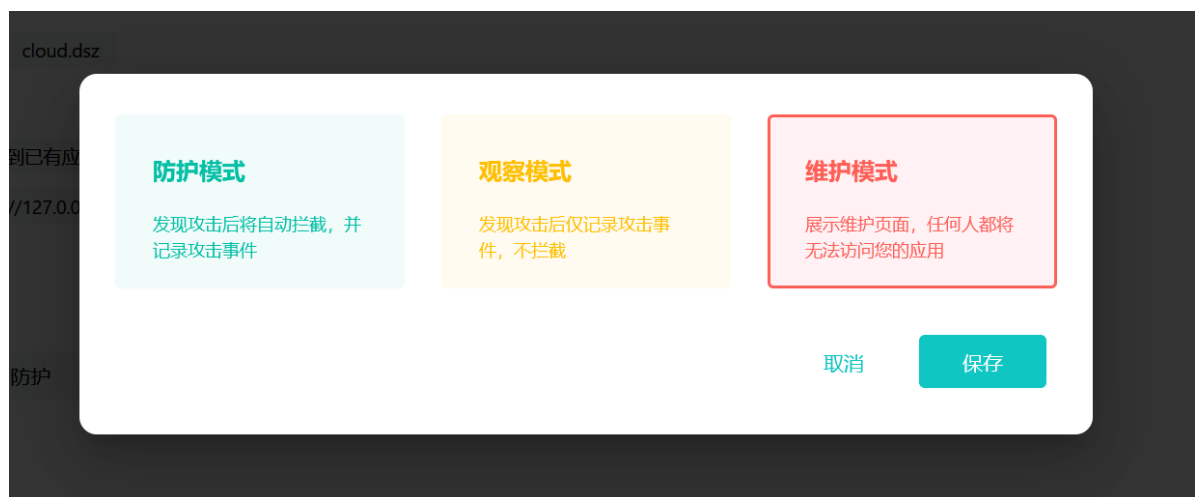 cloud.dsz
到已有应
//127.0.0
防护
防护模式
发现攻击后将自动拦截，并
记录攻击事件
观察模式
发现攻击后仅记录攻击事
件，不拦截
维护模式
展示维护页面，任何人都将
无法访问您的应用
取消
保存